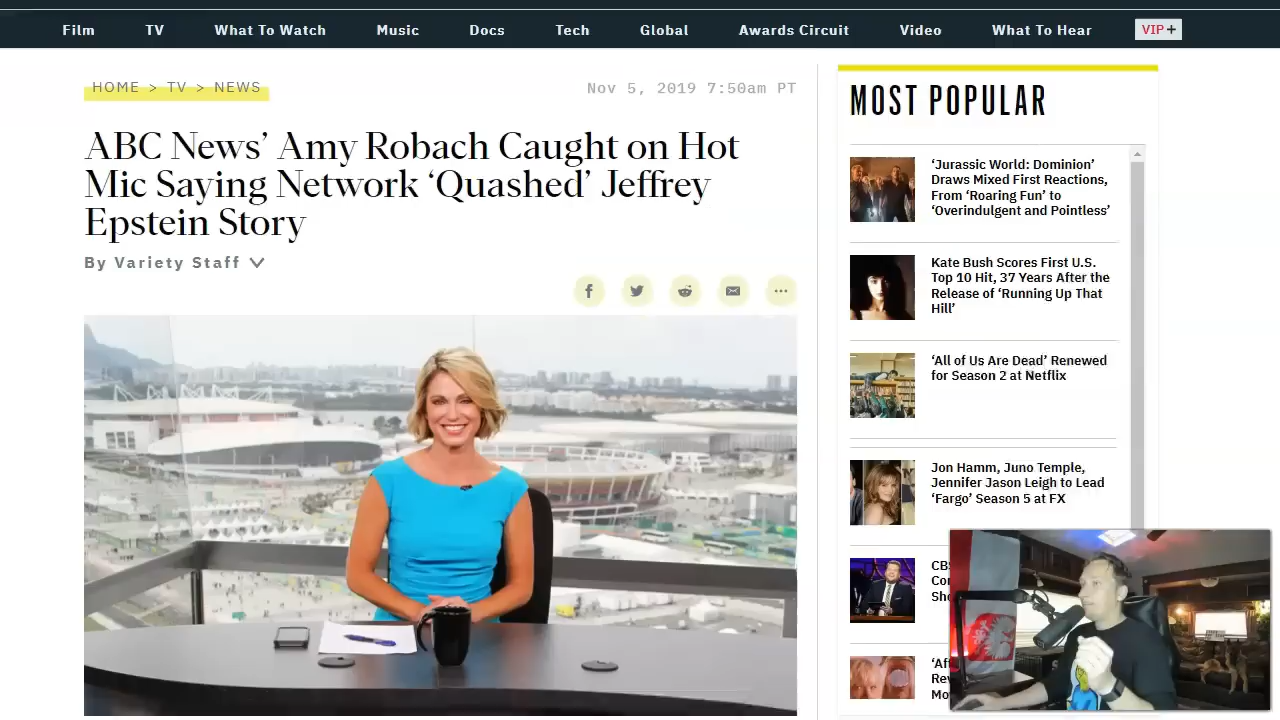 Film TV What To Watch Music Docs Tech Global Awards Circuit Video What To Hear VIP+
HOME > TV > NEWS
Nov 5, 2019 7:50am PT
ABC News’ Amy Robach Caught on Hot
Mic Saying Network ‘Quashed’ Jeffrey
Epstein Story
By Variety Staff
MOST POPULAR
‘Jurassic World: Dominion’
Draws Mixed First Reactions,
From ‘Roaring Fun’ to
‘Overindulgent and Pointless’
Kate Bush Scores First U.S.
Top 10 Hit, 37 Years After the
Release of ‘Running Up That
Hill’
‘All of Us Are Dead’ Renewed
for Season 2 at Netflix
Jon Hamm, Juno Temple,
Jennifer Jason Leigh to Lead
‘Fargo’ Season 5 at FX